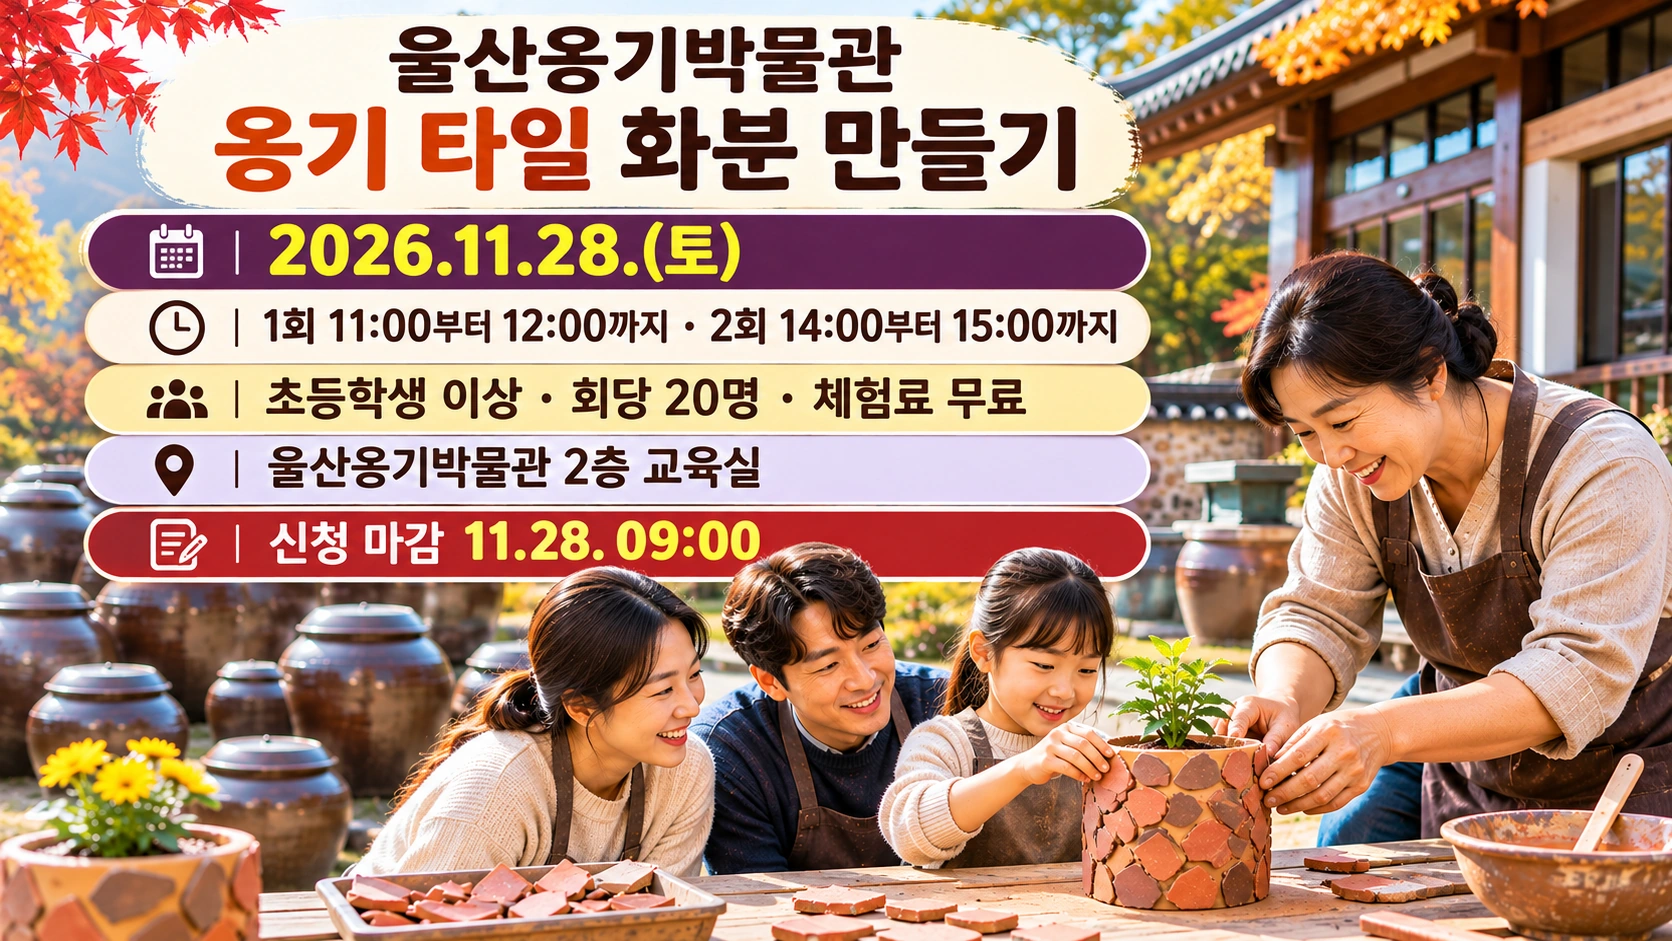 울산옹기박물관
옹기 타일 화분 만들기
2026.11.28.(토)
1회 11:00부터 12:00까지 · 2회 14:00부터 15:00까지
초등학생 이상 · 회당 20명 · 체험료 무료
울산옹기박물관 2층 교육실
신청 마감 11.28. 09:00